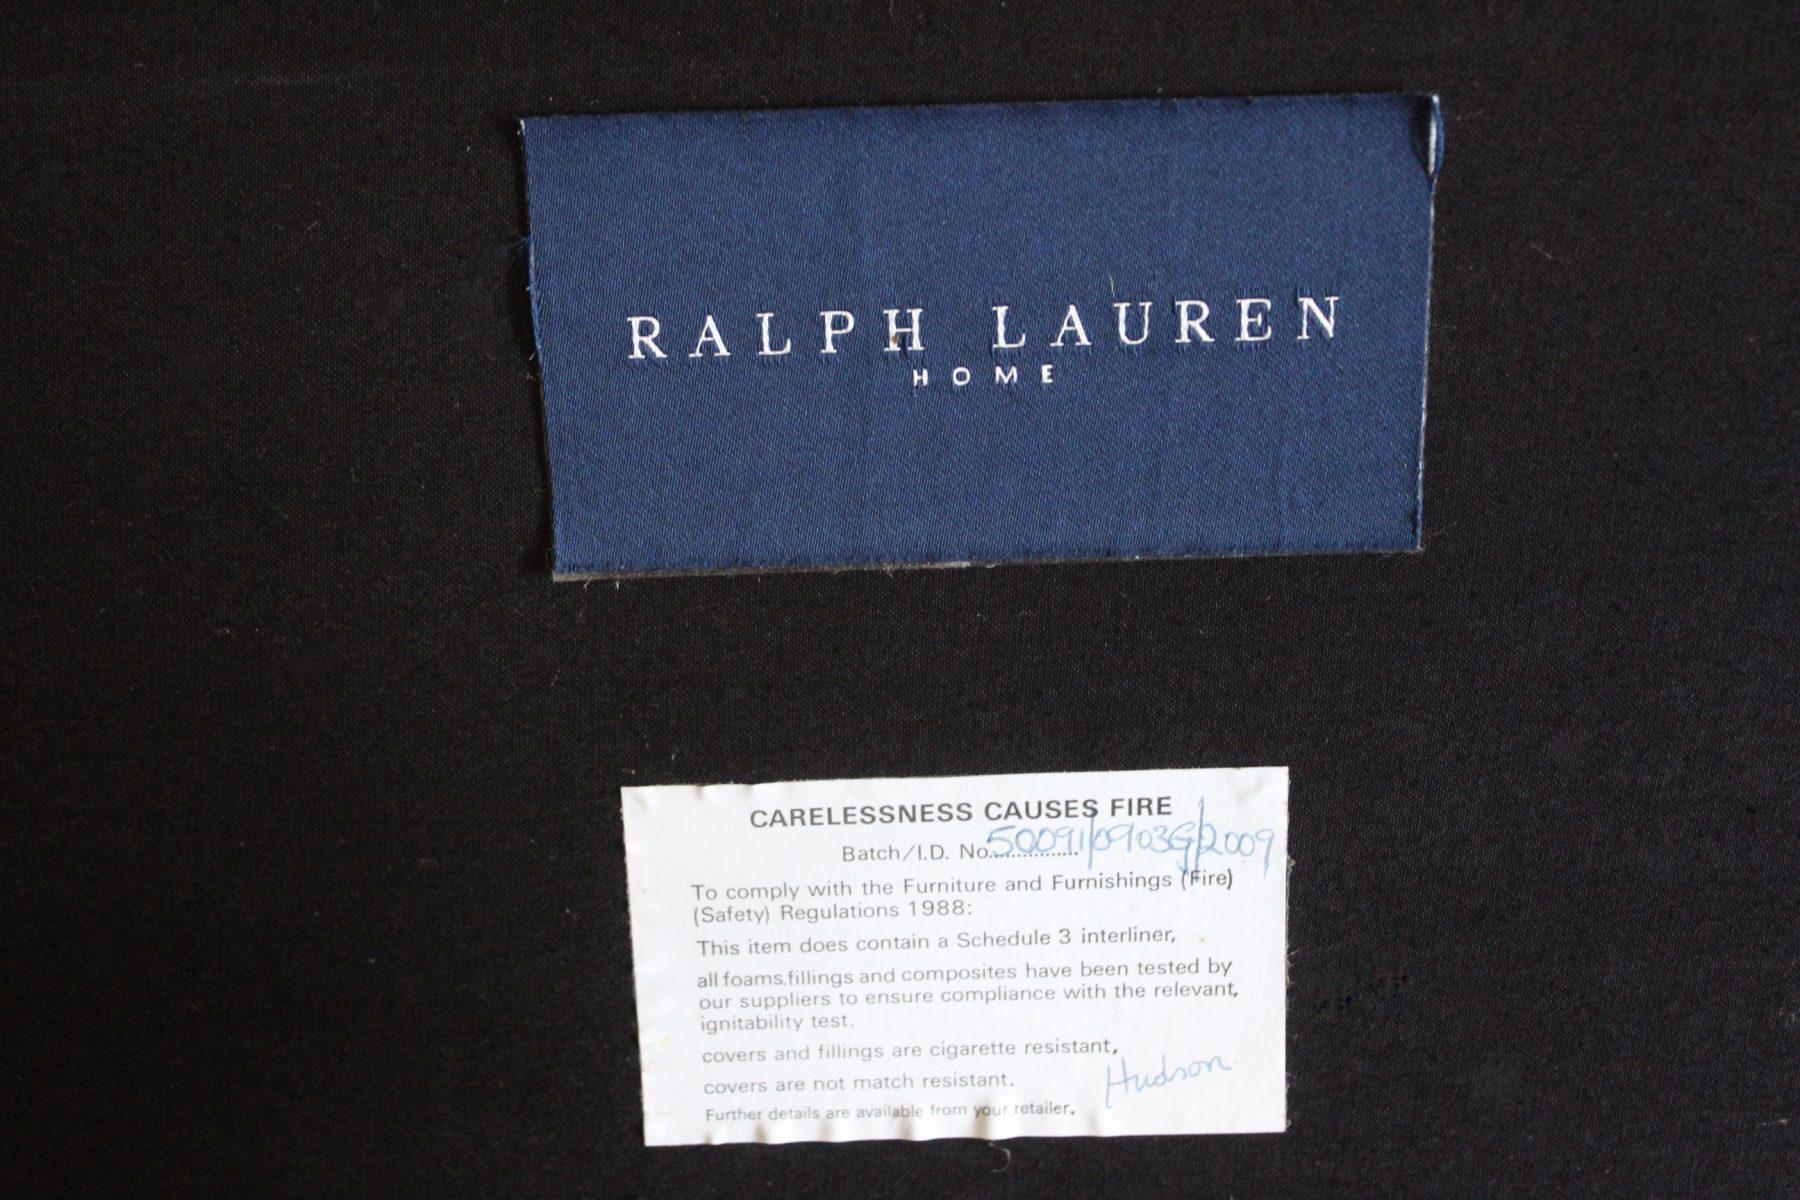 RALPH LAUREN
HOME
CARELESSNESS CAUSES FIRE
Batch/I.D. No................. 50091/0903G/2009
To comply with the Furniture and Furnishings (Fire)
(Safety) Regulations 1988:
This item does contain a Schedule 3 interliner,
all foams,fillings and composites have been tested by
our suppliers to ensure compliance with the relevant,
ignitability test.
covers and fillings are cigarette resistant,
covers are not match resistant.
Hudson
Further details are available from your retailer.